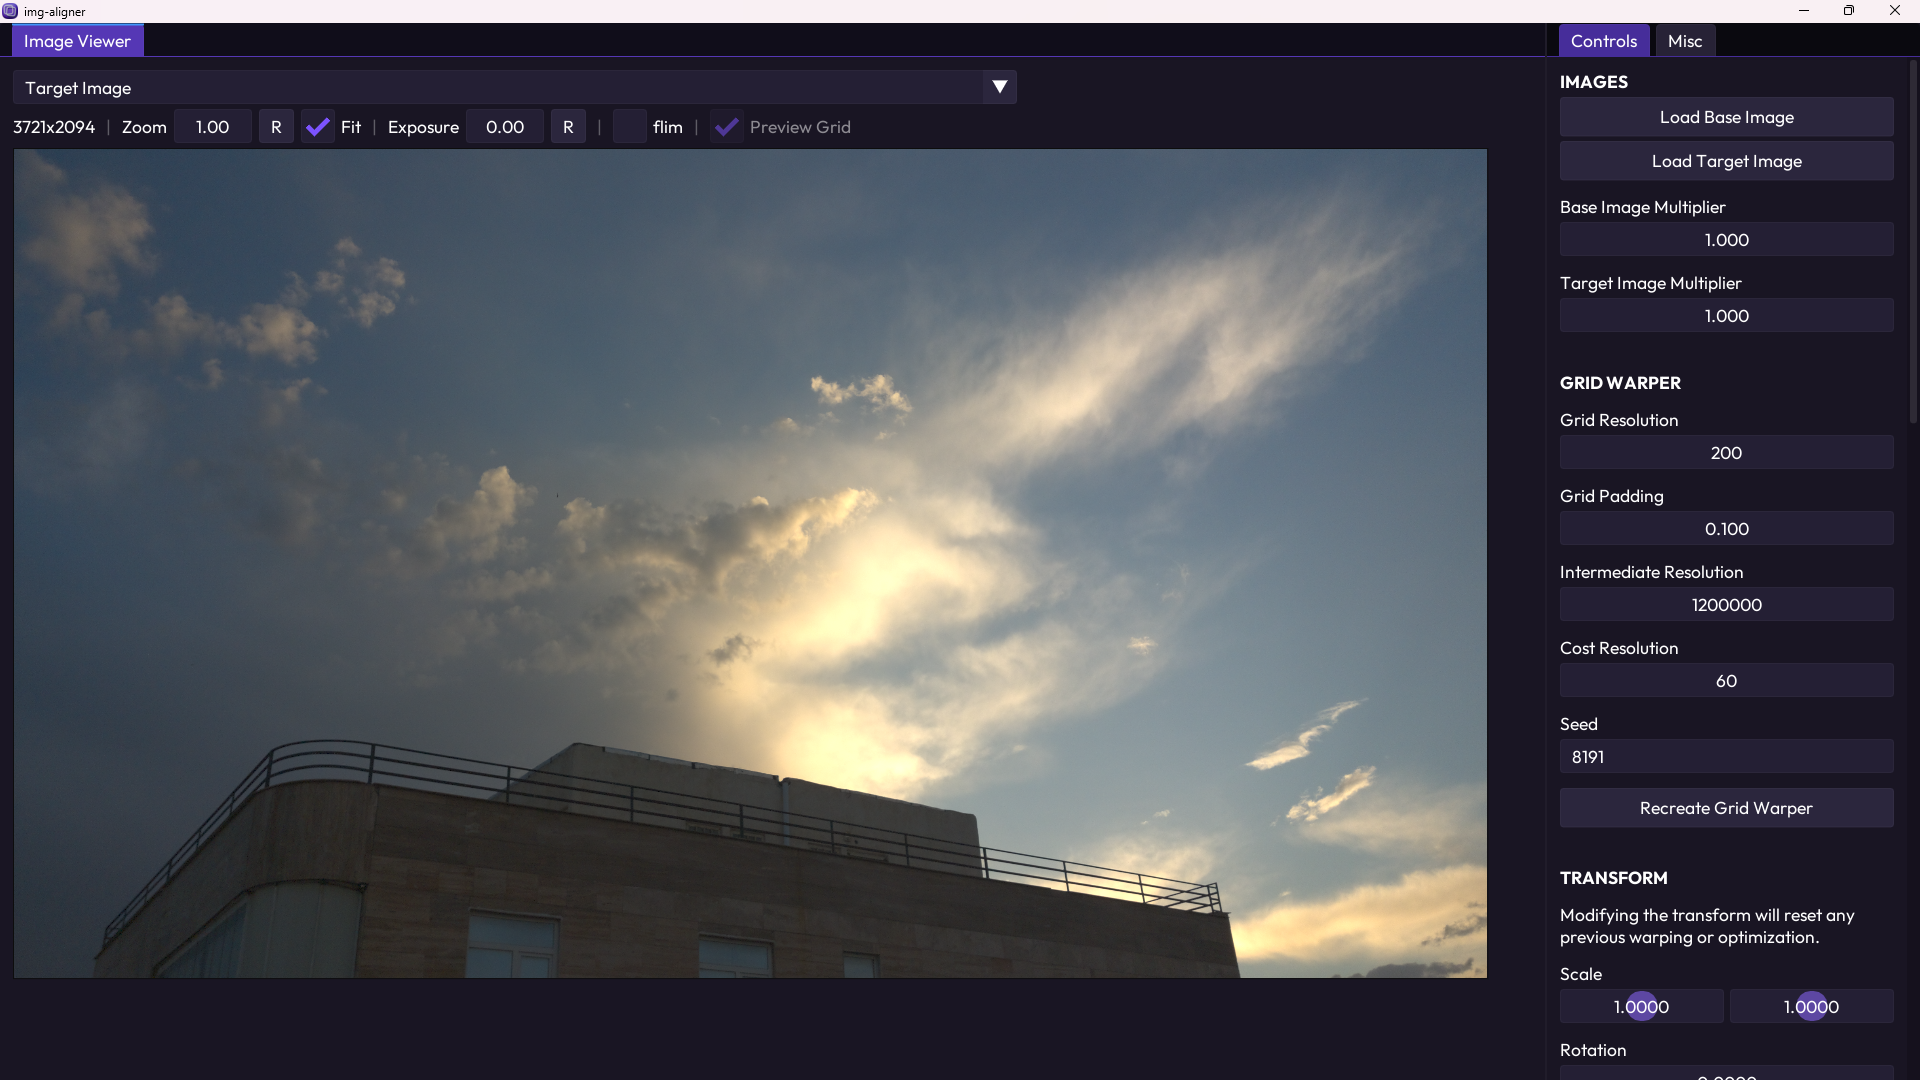 img-aligner
Image Viewer
Controls
Misc
Target Image
3721x2094 | Zoom 1.00 R Fit | Exposure 0.00 R | flim | Preview Grid
IMAGES
Load Base Image
Load Target Image
Base Image Multiplier
1.000
Target Image Multiplier
1.000
GRID WARPER
Grid Resolution
200
Grid Padding
0.100
Intermediate Resolution
1200000
Cost Resolution
60
Seed
8191
Recreate Grid Warper
TRANSFORM
Modifying the transform will reset any
previous warping or optimization.
Scale
1.0000 1.0000
Rotation